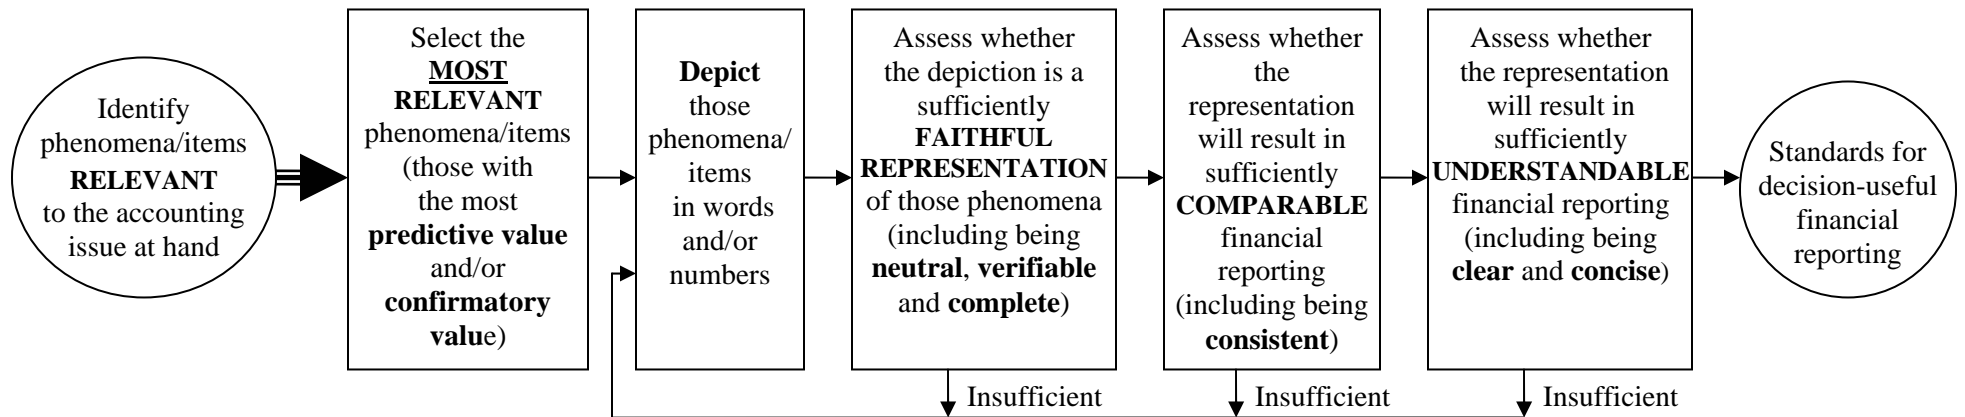 Identify
phenomena/items
RELEVANT
to the accounting
issue at hand
Select the
MOST
RELEVANT
phenomena/items
(those with
the most
predictive value
and/or
confirmatory
value)
Depict
those
phenomena/
items
in words
and/or
numbers
Assess whether
the depiction is a
sufficiently
FAITHFUL
REPRESENTATION
of those phenomena
(including being
neutral, verifiable
and complete)
Assess whether
the
representation
will result in
sufficiently
COMPARABLE
financial
reporting
(including being
consistent)
Assess whether
the representation
will result in
sufficiently
UNDERSTANDABLE
financial reporting
(including being
clear and concise)
Standards for
decision-useful
financial
reporting
Insufficient
Insufficient
Insufficient